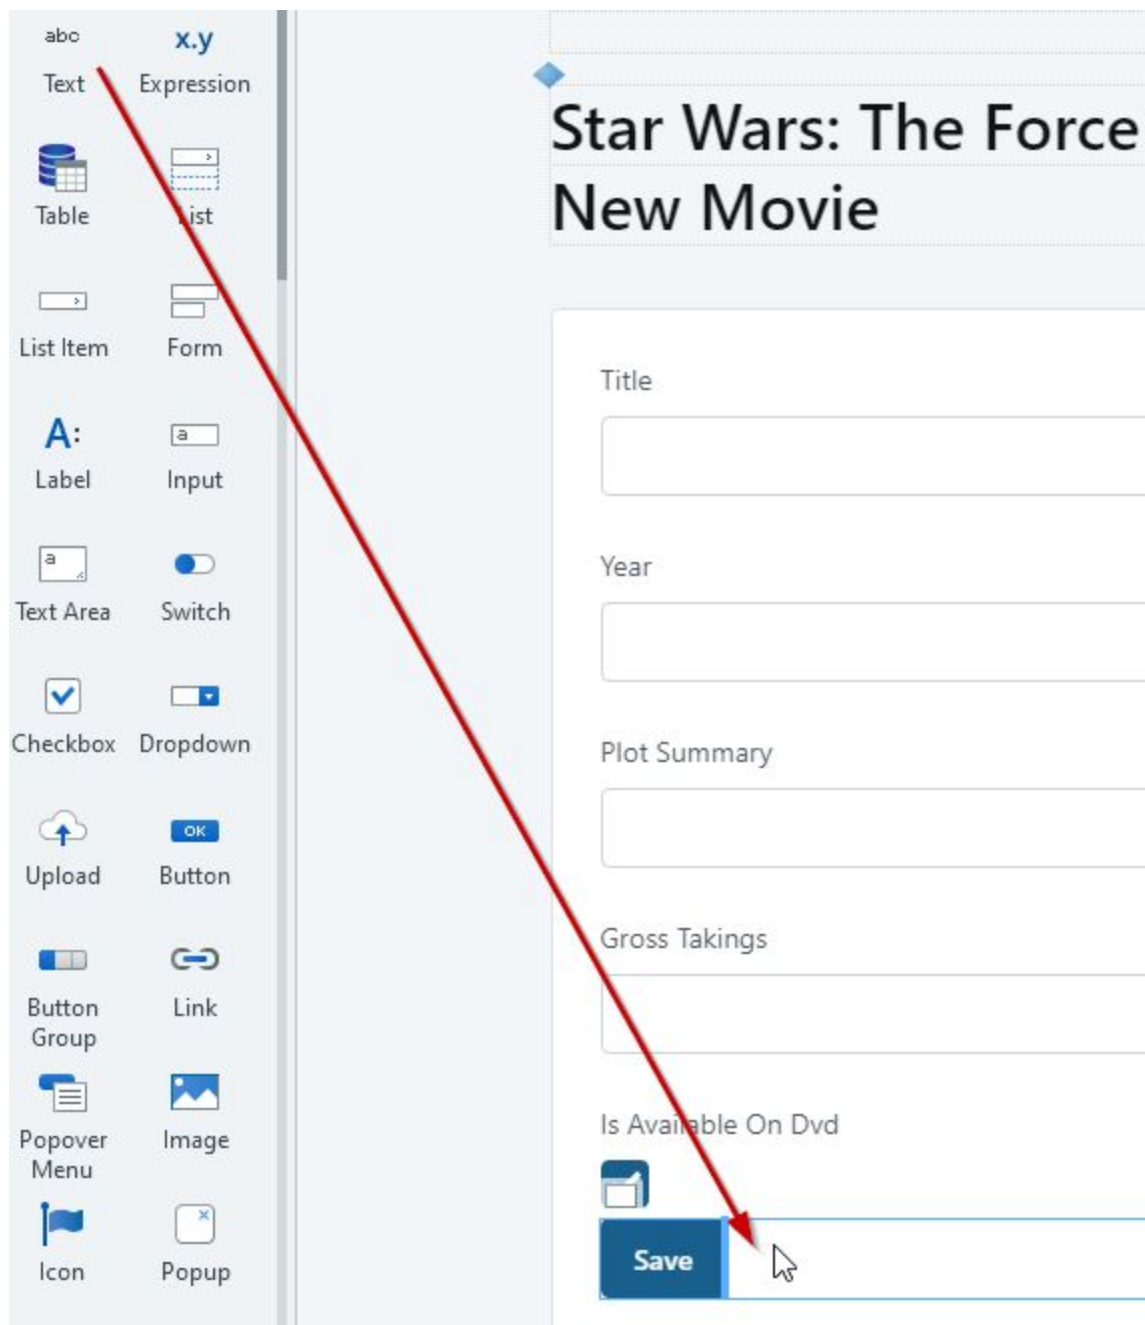 abc
x.y
Text
Expression
Table
List
List Item
Form
A:
a
Label
Input
a
Text Area
Switch
Checkbox
Dropdown
OK
Upload
Button
Button
Group
Link
Popover
Menu
Image
Icon
Popup
Star Wars: The Force
New Movie
Title
Year
Plot Summary
Gross Takings
Is Available On Dvd
Save